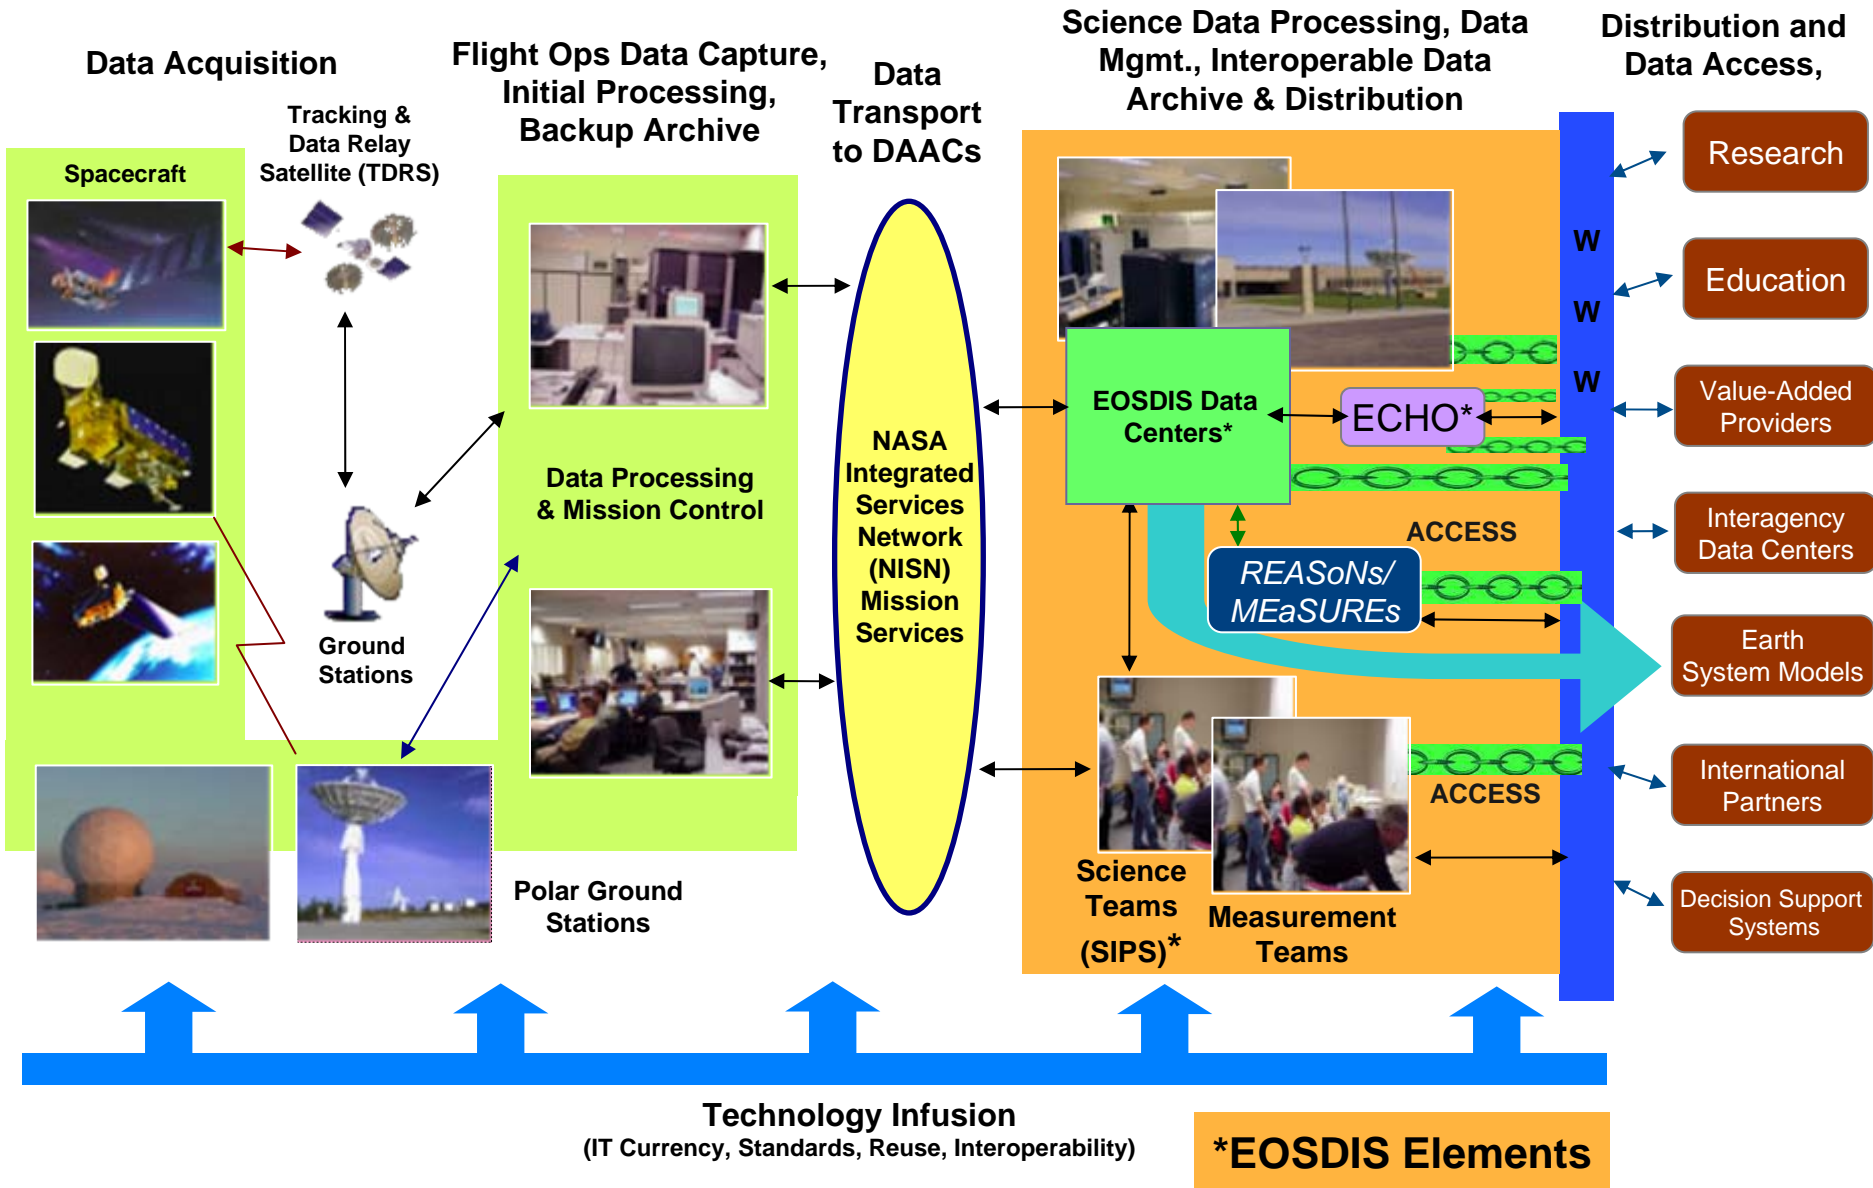 Data Acquisition
Flight Ops Data Capture,
Initial Processing,
Backup Archive
Data
Transport
to DAACs
Science Data Processing, Data
Mgmt., Interoperable Data
Archive & Distribution
Distribution and
Data Access,
Spacecraft
Tracking &
Data Relay
Satellite (TDRS)
Ground
Stations
Polar Ground
Stations
Data Processing
& Mission Control
NASA
Integrated
Services
Network
(NISN)
Mission
Services
EOSDIS Data
Centers*
ECHO*
ACCESS
REASoNs/
MEaSUREs
ACCESS
Science
Teams
(SIPS)*
Measurement
Teams
W
W
W
Research
Education
Value-Added
Providers
Interagency
Data Centers
Earth
System Models
International
Partners
Decision Support
Systems
Technology Infusion
(IT Currency, Standards, Reuse, Interoperability)
*EOSDIS Elements